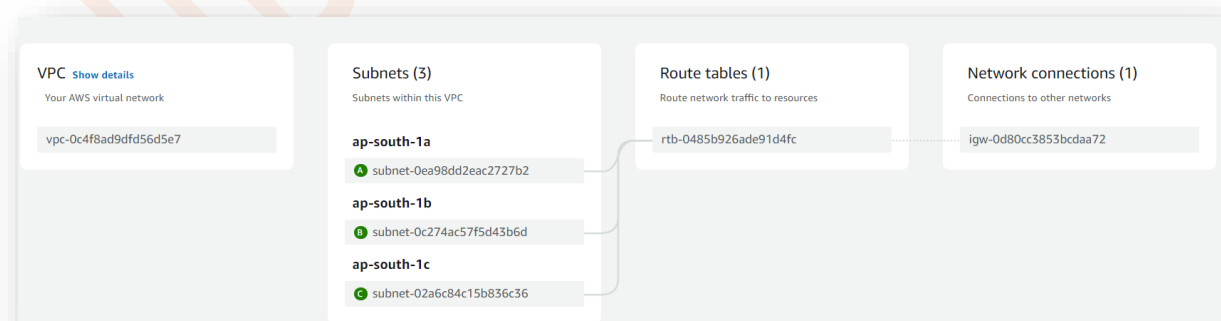 VPC Show details
Your AWS virtual network
vpc-0c4f8ad9dfd56d5e7
Subnets (3)
Subnets within this VPC
ap-south-1a
A subnet-0ea98dd2eac2727b2
ap-south-1b
B subnet-0c274ac57f5d43b6d
ap-south-1c
C subnet-02a6c84c15b836c36
Route tables (1)
Route network traffic to resources
rtb-0485b926ade91d4fc
Network connections (1)
Connections to other networks
igw-0d80cc3853bcdaa72